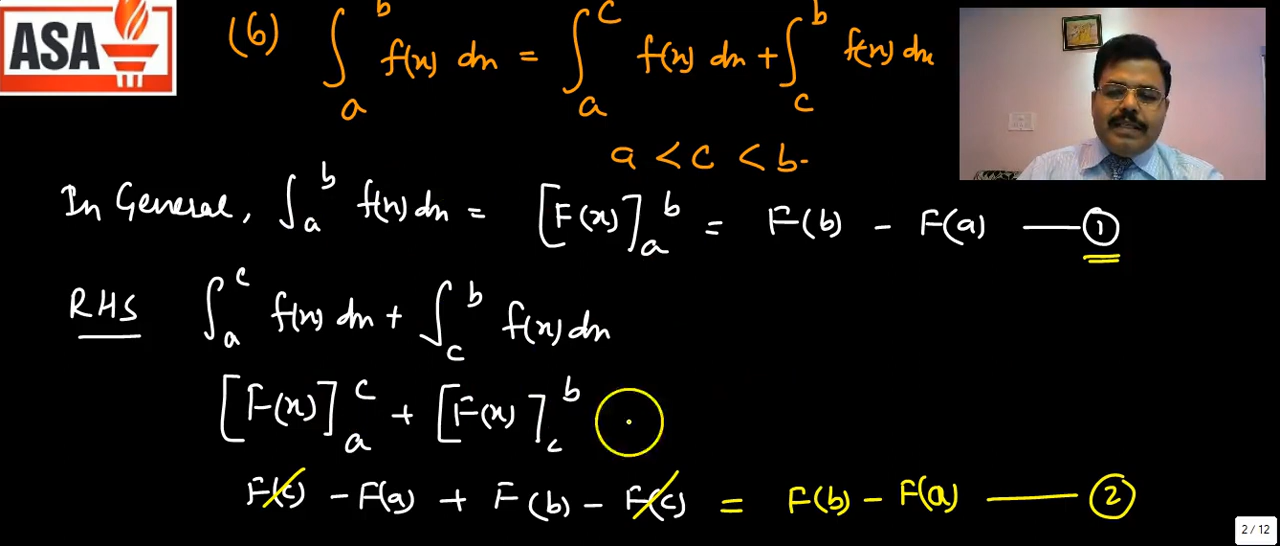 ASA
(6) ∫_a^b f(x) dx = ∫_a^c f(x) dx + ∫_c^b f(x) dx
a < c < b.
In General, ∫_a^b f(x) dx = [F(x)]_a^b = F(b) - F(a) — ①
RHS ∫_a^c f(x) dx + ∫_c^b f(x) dx
[F(x)]_a^c + [F(x)]_c^b
F(c) - F(a) + F(b) - F(c) = F(b) - F(a) — ②
2 / 12